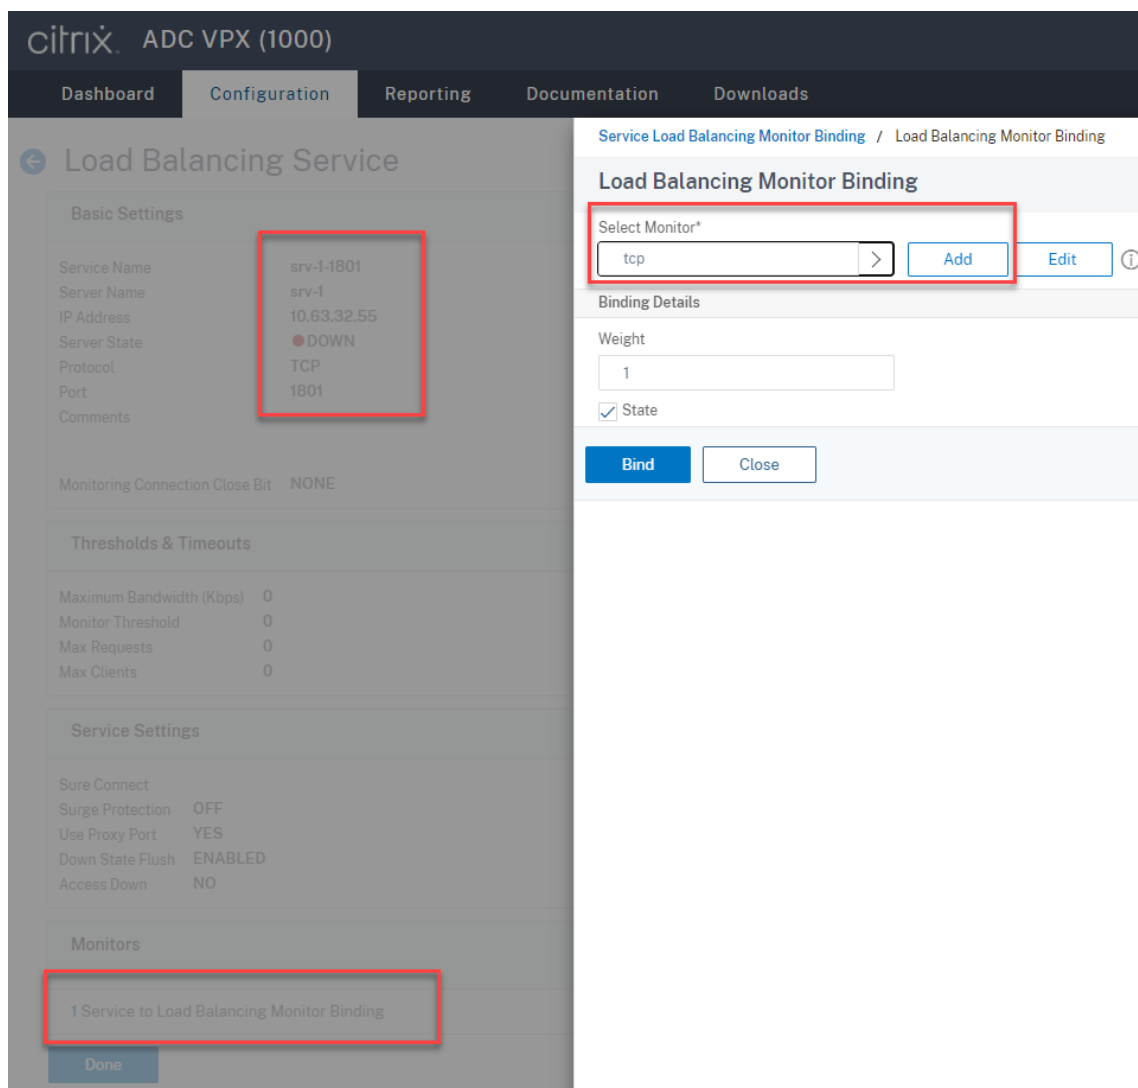 citrix. ADC VPX (1000)
Dashboard Configuration Reporting Documentation Downloads
Load Balancing Service
Basic Settings
Service Name srv-1-1801
Server Name srv-1
IP Address 10.63.32.55
Server State DOWN
Protocol TCP
Port 1801
Comments
Monitoring Connection Close Bit NONE
Thresholds & Timeouts
Maximum Bandwidth (Kbps) 0
Monitor Threshold 0
Max Requests 0
Max Clients 0
Service Settings
Sure Connect
Surge Protection OFF
Use Proxy Port YES
Down State Flush ENABLED
Access Down NO
Monitors
1 Service to Load Balancing Monitor Binding
Done
Service Load Balancing Monitor Binding / Load Balancing Monitor Binding
Load Balancing Monitor Binding
Select Monitor*
tcp Add Edit
Binding Details
Weight
1
State
Bind Close